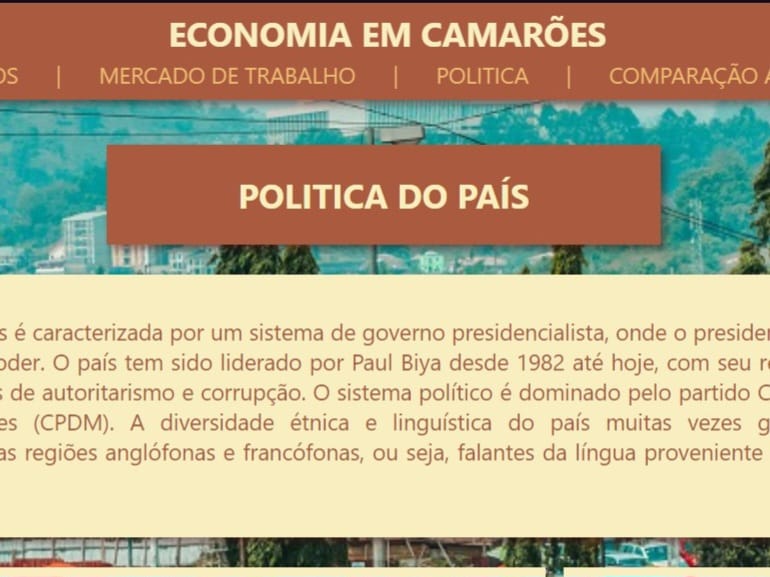 ECONOMIA EM CAMARÕES
OS | MERCADO DE TRABALHO | POLITICA | COMPARAÇÃO A
POLITICA DO PAÍS
s é caracterizada por um sistema de governo presidencialista, onde o presiden
oder. O país tem sido liderado por Paul Biya desde 1982 até hoje, com seu re
s de autoritarismo e corrupção. O sistema político é dominado pelo partido C
es (CPDM). A diversidade étnica e linguística do país muitas vezes g
as regiões anglófonas e francófonas, ou seja, falantes da língua proveniente